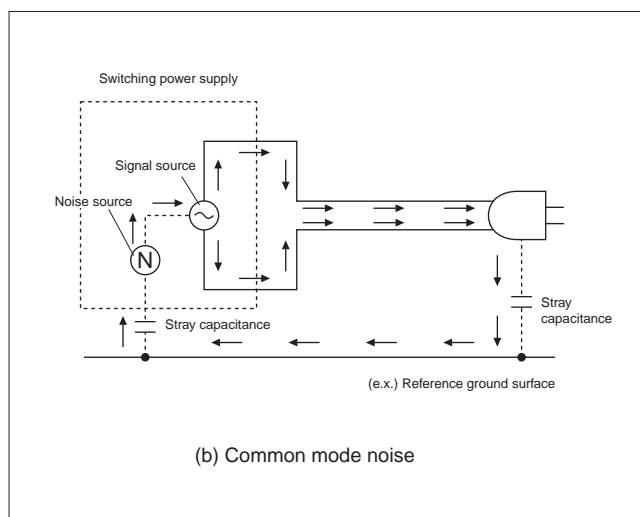 Switching power supply
Signal source
Noise source
N
Stray capacitance
Stray
capacitance
(e.x.) Reference ground surface
(b) Common mode noise